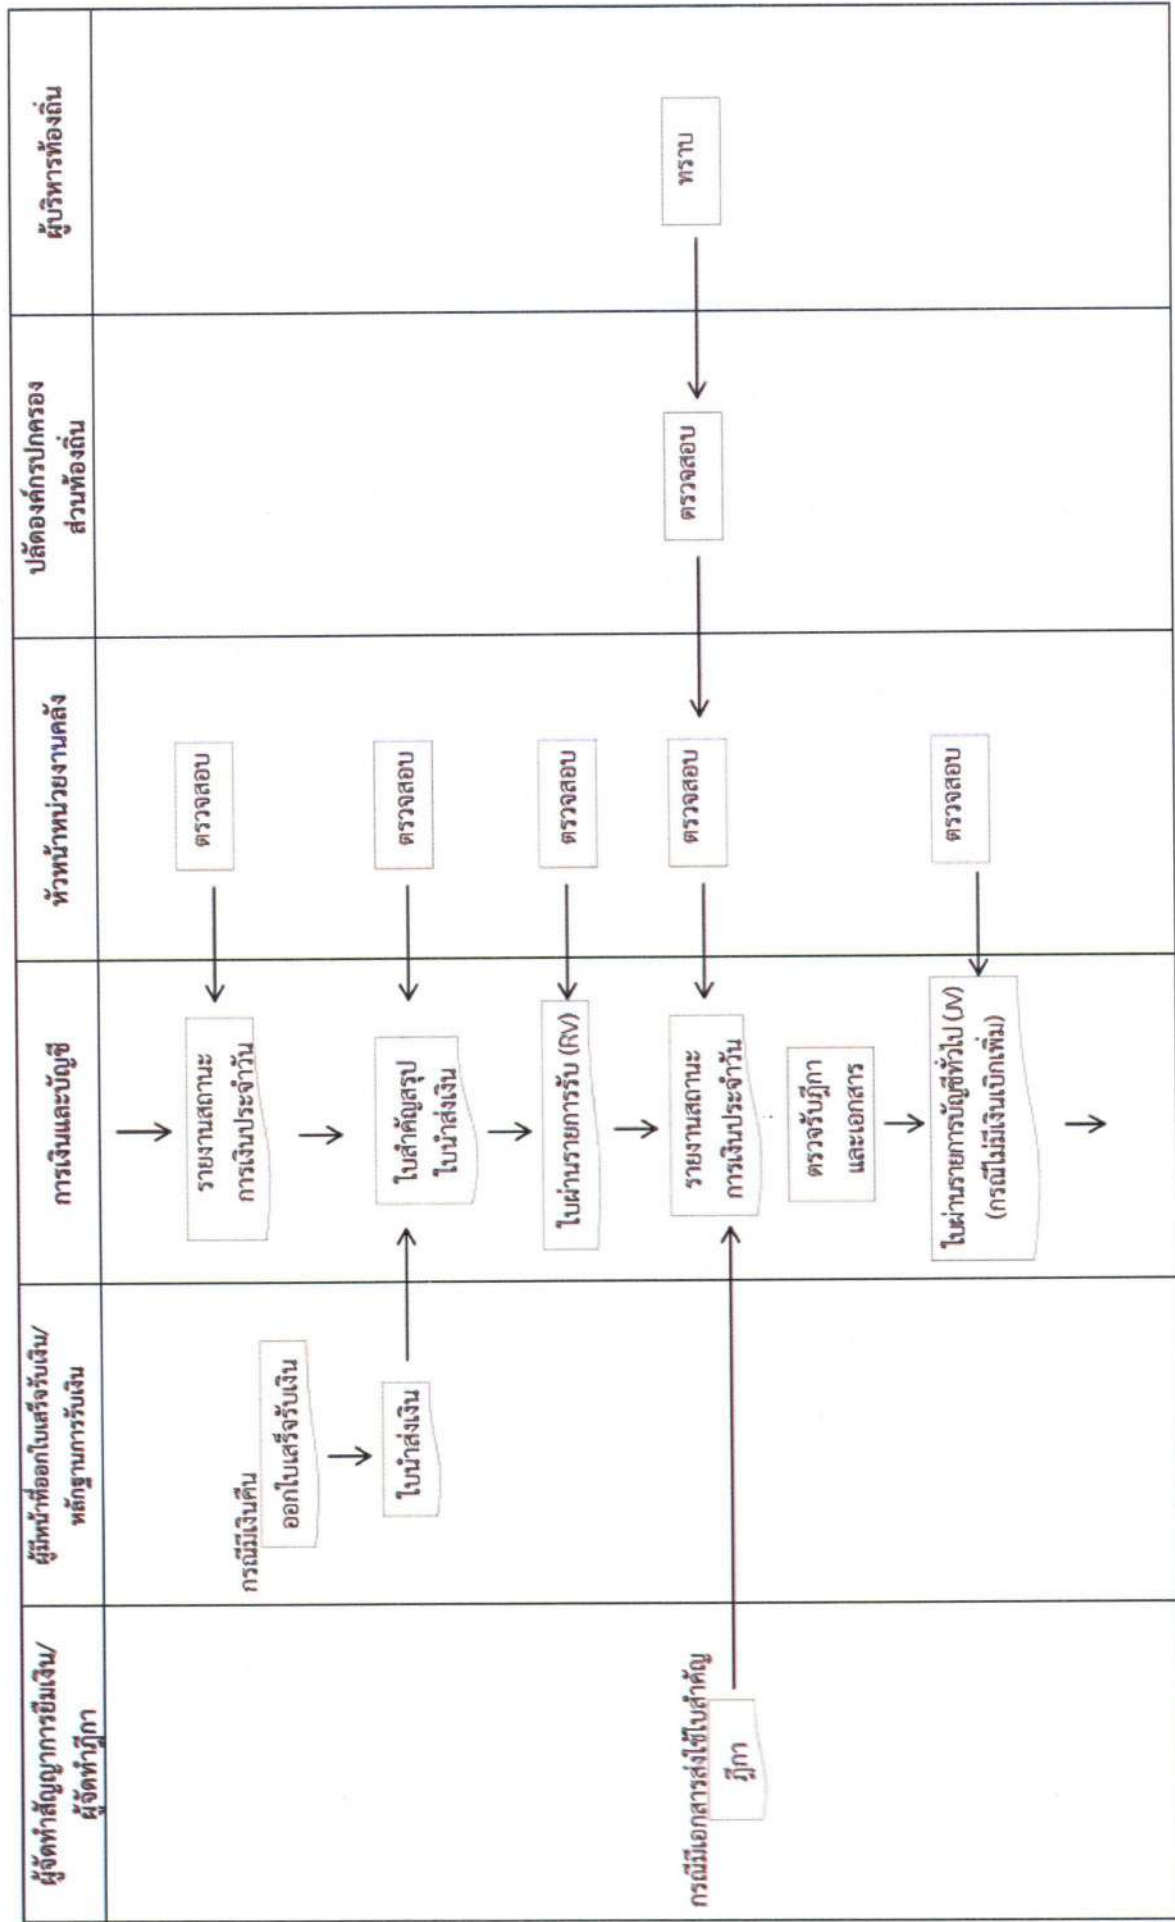 ผู้จัดทำสัญญาการยืมเงิน/
ผู้จัดทำฎีกา
ผู้มีหน้าที่ออกใบเสร็จรับเงิน/
หลักฐานการรับเงิน
การเงินและบัญชี
หัวหน้าหน่วยงานคลัง
ปลัดองค์กรปกครอง
ส่วนท้องถิ่น
ผู้บริหารท้องถิ่น
รายงานสถานะ
การเงินประจำวัน
ตรวจสอบ
กรณีมีเงินคืน
ออกใบเสร็จรับเงิน
ใบนำส่งเงิน
ใบสำคัญสรุป
ใบนำส่งเงิน
ตรวจสอบ
ใบผ่านรายการรับ (RV)
ตรวจสอบ
กรณีมีเอกสารส่งใช้ใบสำคัญ
ฎีกา
รายงานสถานะ
การเงินประจำวัน
ตรวจสอบ
ตรวจสอบ
ทราบ
ตรวจรับฎีกา
และเอกสาร
ใบผ่านรายการบัญชีทั่วไป (JV)
(กรณีไม่มีเงินเบิกเพิ่ม)
ตรวจสอบ